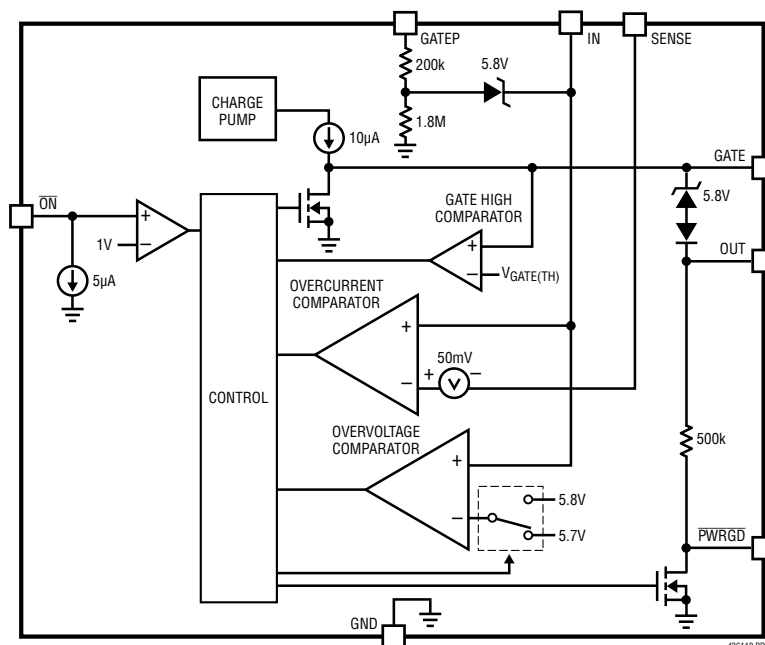 GATEP
IN
SENSE
200k
5.8V
CHARGE
PUMP
1.8M
10µA
GATE
ON
+
1V
−
GATE HIGH
COMPARATOR
5.8V
+
−
VGATE(TH)
OUT
5µA
OVERCURRENT
COMPARATOR
+
50mV
−
+
V
−
CONTROL
OVERVOLTAGE
COMPARATOR
500k
+
5.8V
−
5.7V
PWRGD
GND